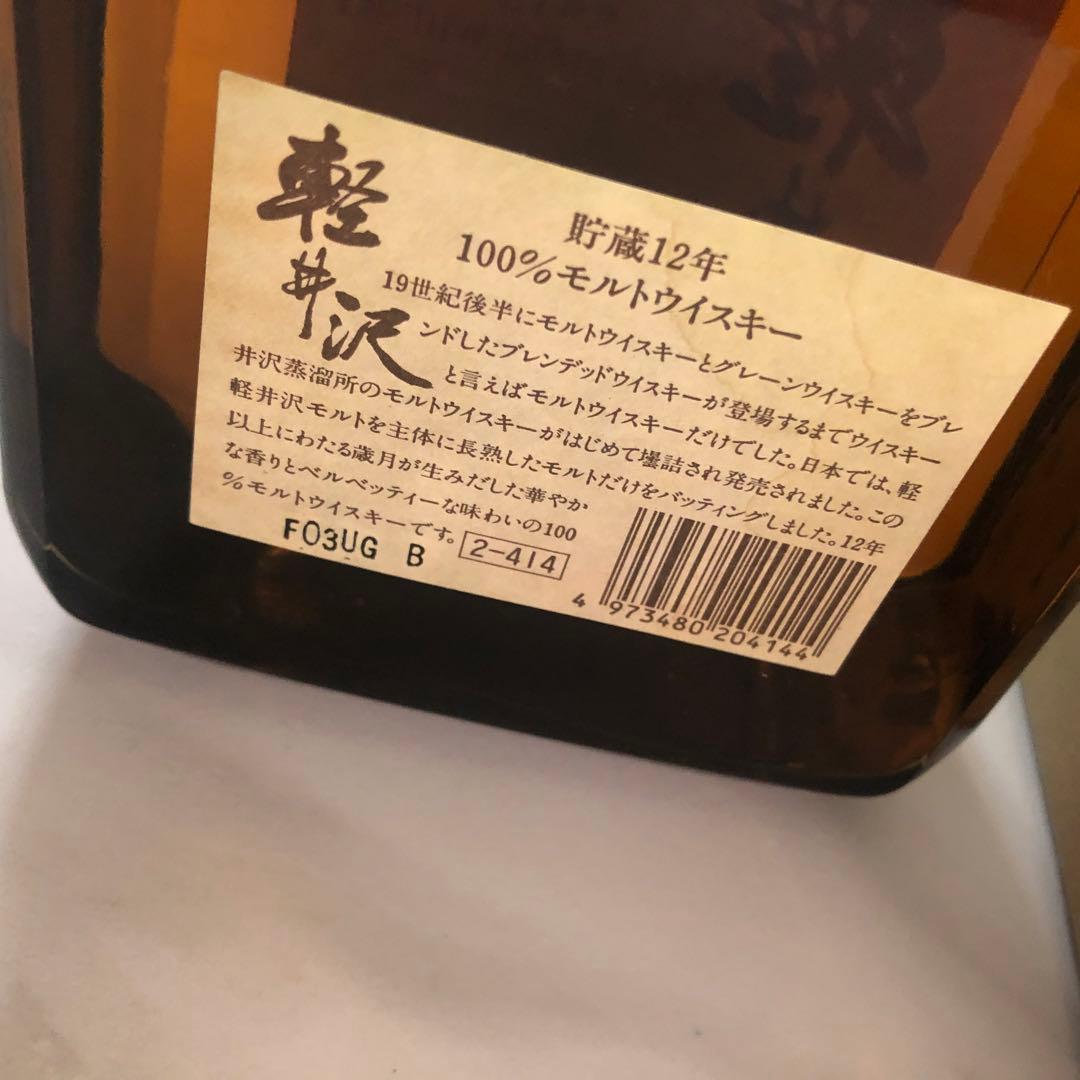 軽井沢
貯蔵12年
100%モルトウイスキー
19世紀後半にモルトウイスキーとグレーンウイスキーをブレ
ンドしたブレンデッドウイスキーが登場するまでウイスキー
と言えばモルトウイスキーだけでした。日本では、軽
井沢蒸溜所のモルトウイスキーがはじめて壜詰され発売されました。この
軽井沢モルトを主体に長熟したモルトだけをバッティングしました。12年
以上にわたる歳月が生みだした華やか
な香りとベルベッティーな味わいの100
%モルトウイスキーです。
F03UG B 2-414
4 973480 204144